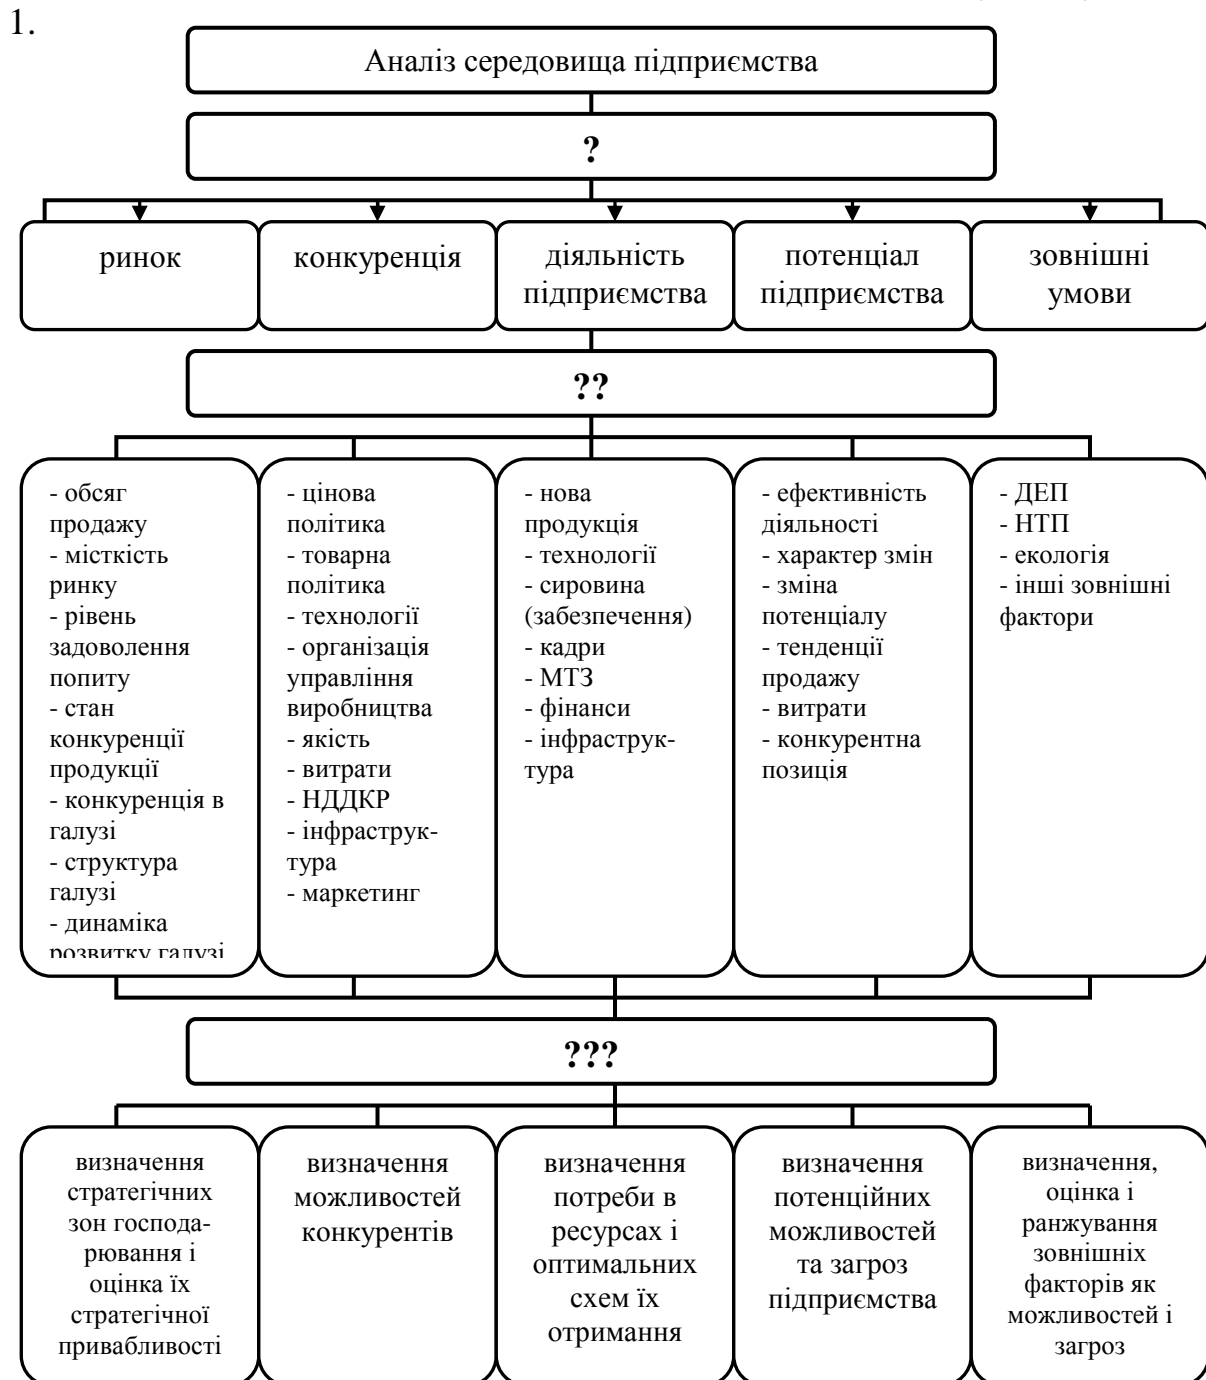 1.
Аналіз середовища підприємства
?
ринок
конкуренція
діяльність
підприємства
потенціал
підприємства
зовнішні
умови
??
- обсяг
продажу
- місткість
ринку
- рівень
задоволення
попиту
- стан
конкуренції
продукції
- конкуренція в
галузі
- структура
галузі
- динаміка
розвитку галузі
- цінова
політика
- товарна
політика
- технології
- організація
управління
виробництва
- якість
- витрати
- НДДКР
- інфраструк-
тура
- маркетинг
- нова
продукція
- технології
- сировина
(забезпечення)
- кадри
- МТЗ
- фінанси
- інфраструк-
тура
- ефективність
діяльності
- характер змін
- зміна
потенціалу
- тенденції
продажу
- витрати
- конкурентна
позиція
- ДЕП
- НТП
- екологія
- інші зовнішні
фактори
???
визначення
стратегічних
зон господа-
рювання і
оцінка їх
стратегічної
привабливості
визначення
можливостей
конкурентів
визначення
потреби в
ресурсах і
оптимальних
схем їх
отримання
визначення
потенційних
можливостей
та загроз
підприємства
визначення,
оцінка і
ранжування
зовнішніх
факторів як
можливостей і
загроз